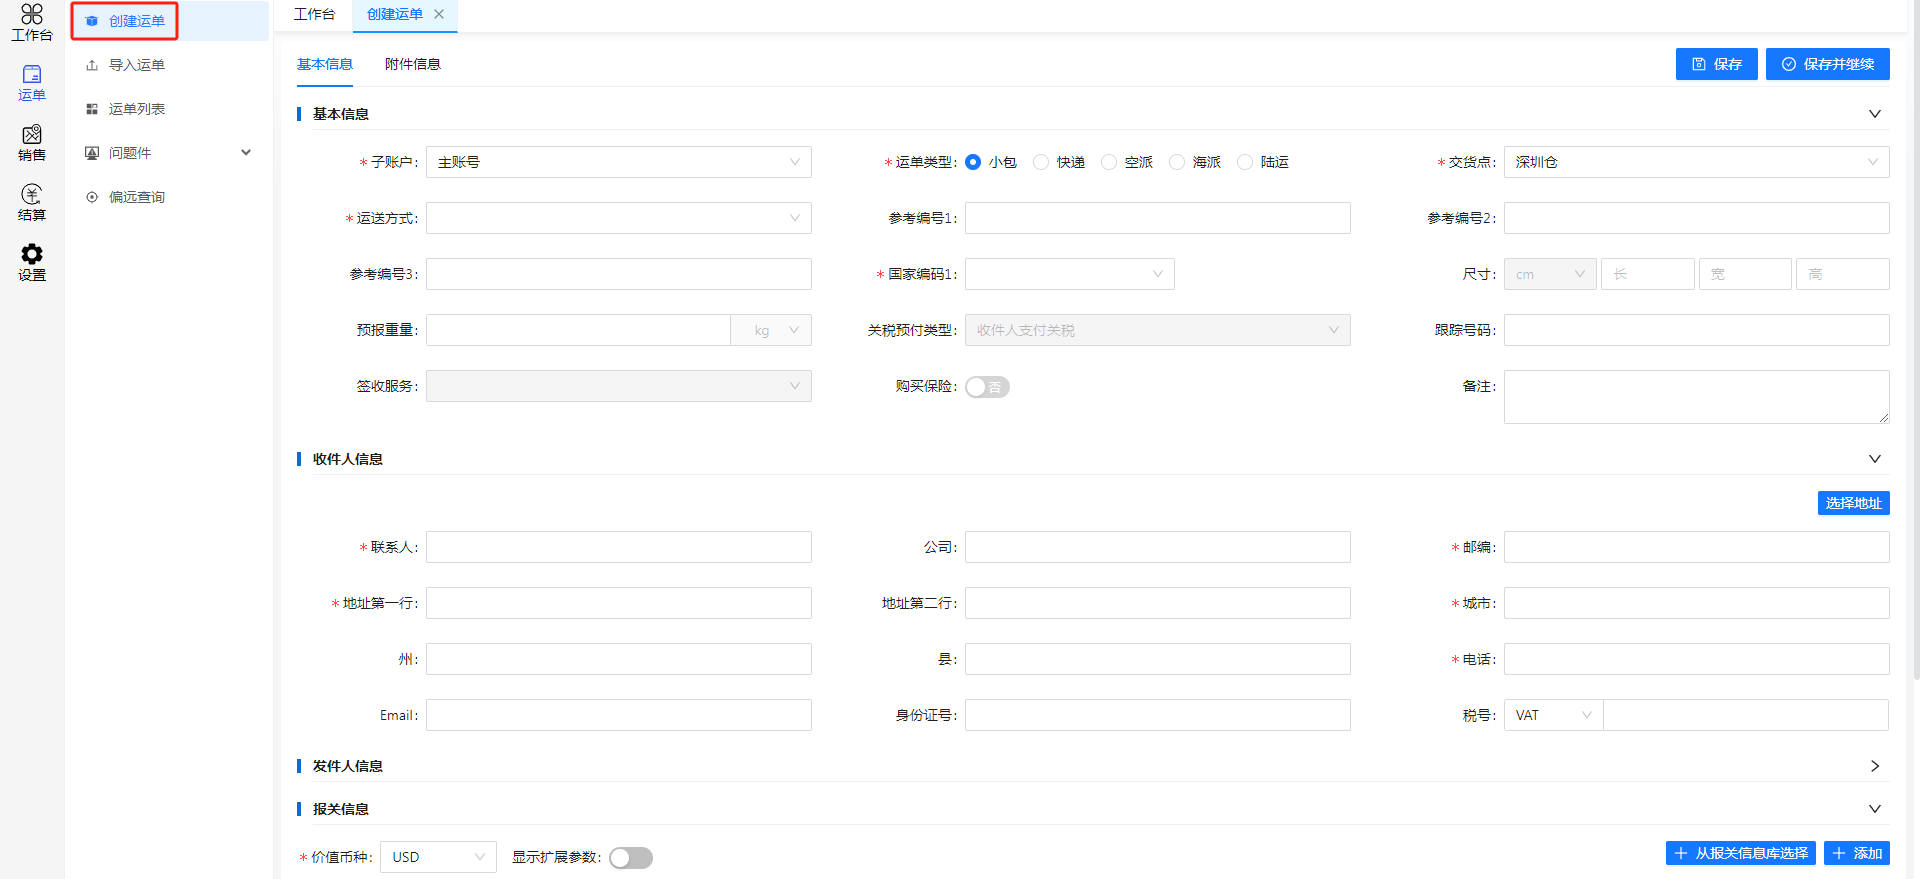 工作台
运单
销售
结算
设置
创建运单
导入运单
运单列表
问题件
偏远查询
工作台 创建运单
基本信息 附件信息 保存 保存并继续
基本信息
* 子账户: 主账号 * 运单类型: 小包 快递 空派 海派 陆运 * 交货点: 深圳仓
* 运送方式: 参考编号1: 参考编号2:
参考编号3: * 国家编码1: 尺寸: cm 长 宽 高
预报重量: kg 关税预付类型: 收件人支付关税 跟踪号码:
签收服务: 购买保险: 否 备注:
收件人信息
选择地址
* 联系人: 公司: * 邮编:
* 地址第一行: 地址第二行: * 城市:
州: 县: * 电话:
Email: 身份证号: 税号: VAT
发件人信息
报关信息
* 价值币种: USD 显示扩展参数: 从报关信息库选择 添加